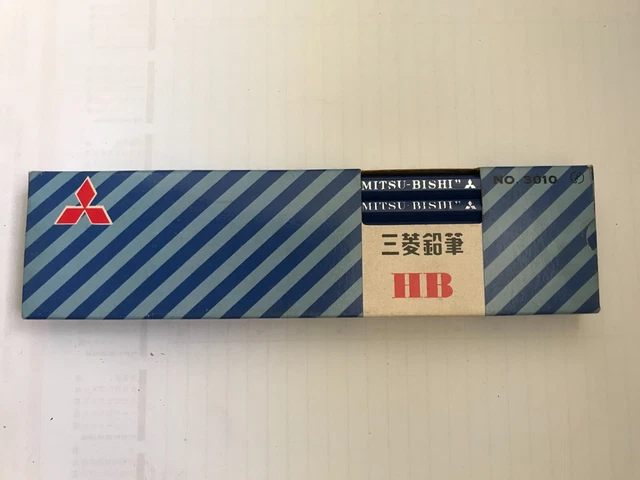 MITSU-BISHI"
MITSU-BISHI"
NO. 3010
三菱鉛筆
HB